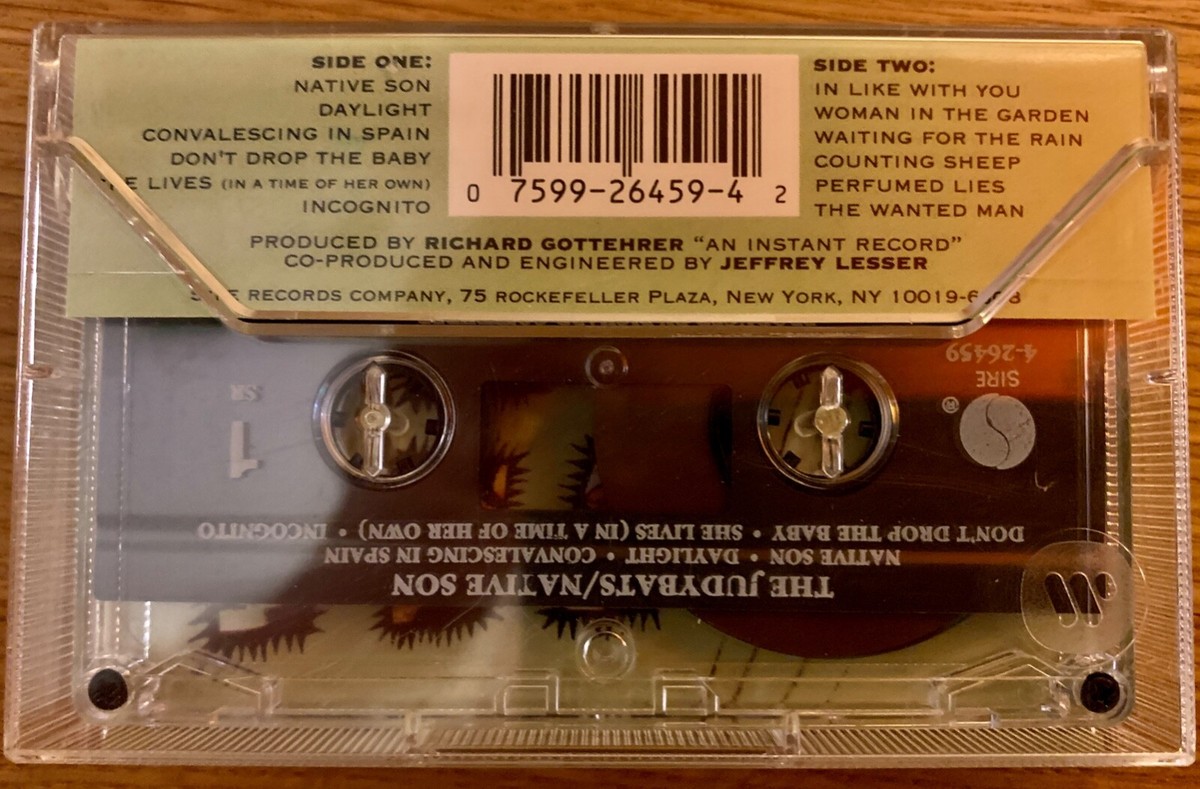 SIDE ONE:
NATIVE SON
DAYLIGHT
CONVALESCING IN SPAIN
DON'T DROP THE BABY
LIVES (IN A TIME OF HER OWN)
INCOGNITO
0 7599-26459-4 2
SIDE TWO:
IN LIKE WITH YOU
WOMAN IN THE GARDEN
WAITING FOR THE RAIN
COUNTING SHEEP
PERFUMED LIES
THE WANTED MAN
PRODUCED BY RICHARD GOTTEHRER "AN INSTANT RECORD"
CO-PRODUCED AND ENGINEERED BY JEFFREY LESSER
RECORDS COMPANY, 75 ROCKEFELLER PLAZA, NEW YORK, NY
THE JUDYBATS/NATIVE SON
NATIVE SON • DAYLIGHT • CONVALESCING IN SPAIN
DON'T DROP THE BABY • SHE LIVES (IN A TIME OF HER OWN) • INCOGNITO
1
SR
SIRE
4-26459